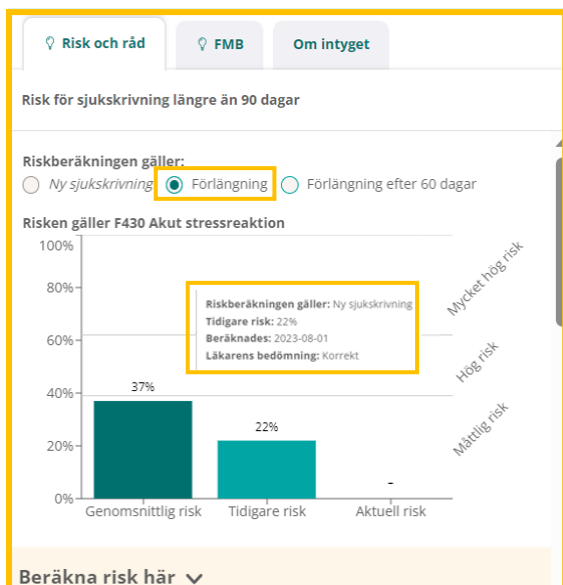 Risk och råd FMB Om intyget
Risk för sjukskrivning längre än 90 dagar
Riskberäkningen gäller:
Ny sjukskrivning Förlängning Förlängning efter 60 dagar
Risken gäller F430 Akut stressreaktion
100%
80%
60%
40%
20%
0%
Mycket hög risk
Hög risk
Måttlig risk
Riskberäkningen gäller: Ny sjukskrivning
Tidigare risk: 22%
Beräknades: 2023-08-01
Läkarens bedömning: Korrekt
37%
22%
–
Genomsnittlig risk Tidigare risk Aktuell risk
Beräkna risk här